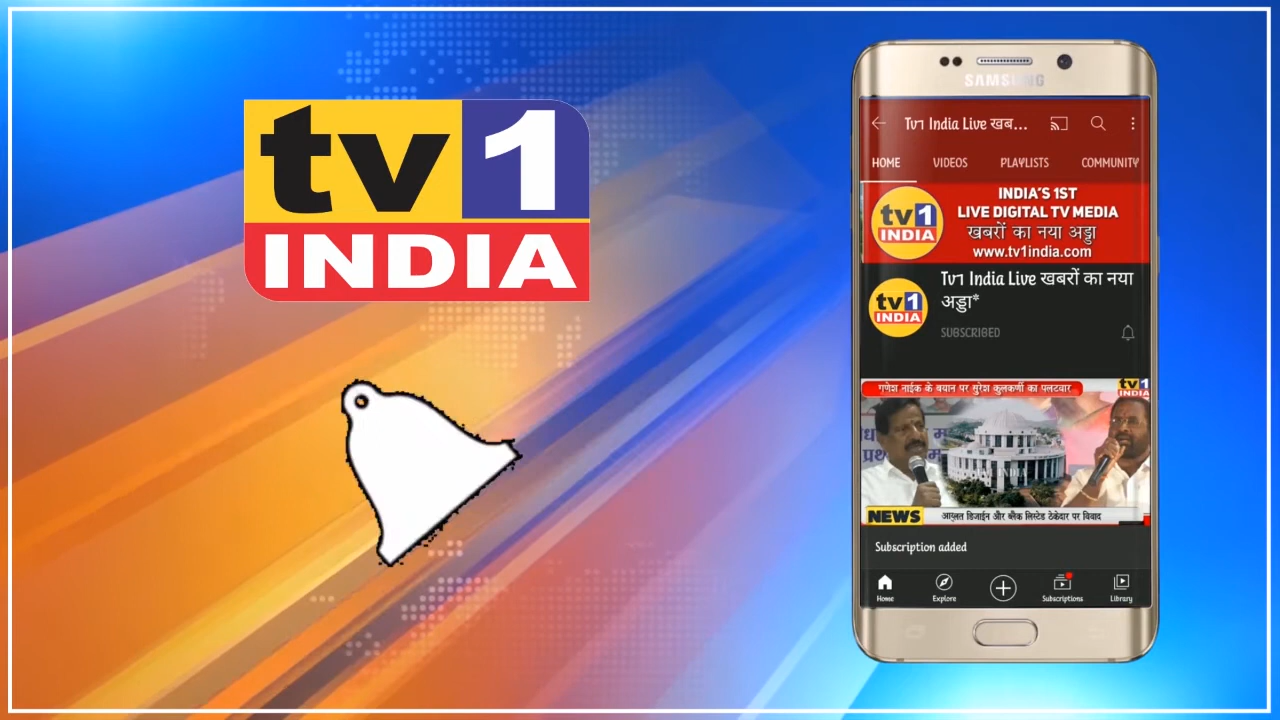 tv1
INDIA
SAMSUNG
Tv1 India Live खब...
HOME VIDEOS PLAYLISTS COMMUNITY
tv1
INDIA
INDIA'S 1ST
LIVE DIGITAL TV MEDIA
खबरों का नया अड्डा
www.tv1india.com
tv1
INDIA
Tv1 India Live खबरों का नया
अड्डा*
SUBSCRIBED
गणेश नाईक के बयान पर सुरेश कुलकर्णी का पलटवार
tv1
INDIA
NEWS
आय़लत डिजाईन और ब्लैक लिस्टेड ठेकेदार पर विवाद
Subscription added
Home Explore Subscriptions Library